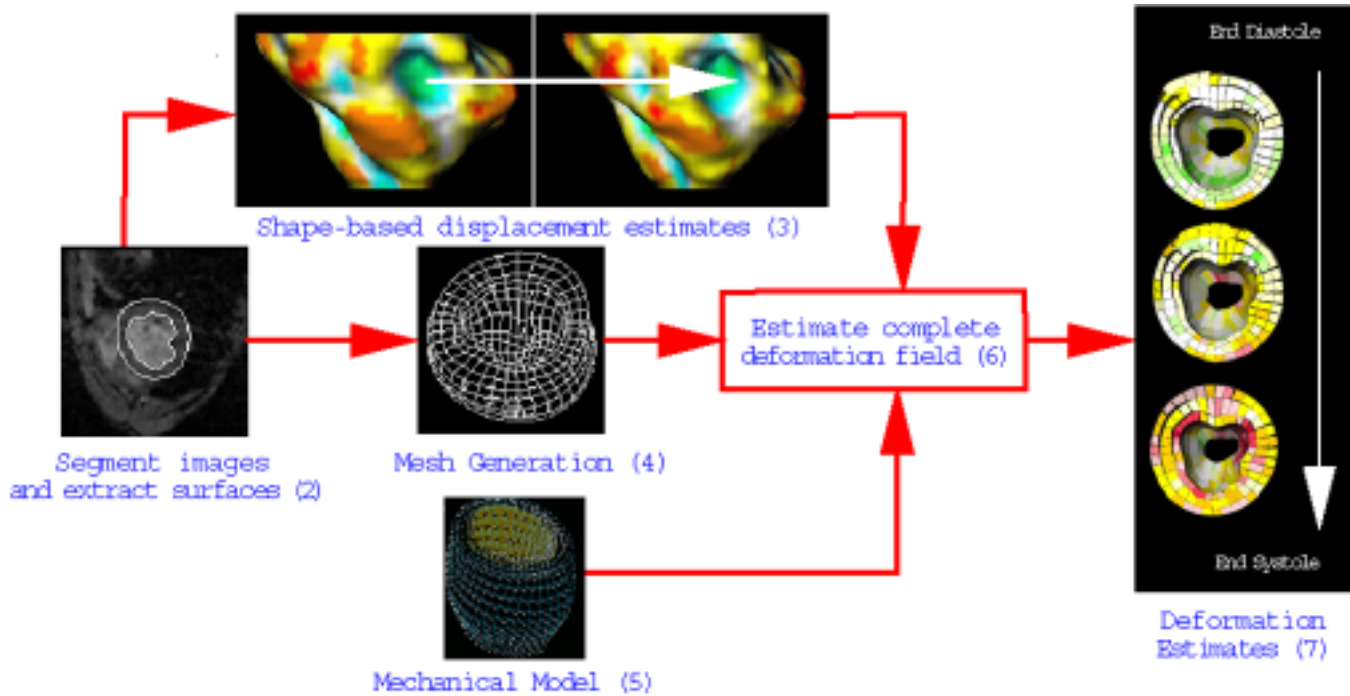 End Diastole
Shape-based displacement estimates (3)
Estimate complete
deformation field (6)
Segment images
and extract surfaces (2)
Mesh Generation (4)
End Systole
Deformation
Estimates (7)
Mechanical Model (5)